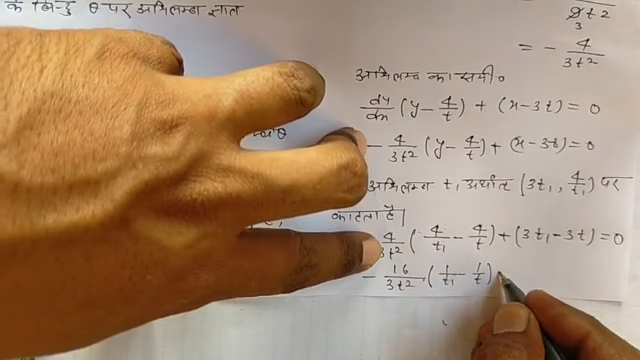 के बिन्दु θ पर अभिलम्ब ज्ञात
9t²
3
= - 4/3t²
अभिलम्ब का समी०
dy/dx (y - 4/t) + (x - 3t) = 0
- 4/3t² (y - 4/t) + (x - 3t) = 0
अभिलम्ब t₁ अर्थात (3t₁, 4/t₁) पर
काटता है।
4/3t² (4/t₁ - 4/t) + (3t₁ - 3t) = 0
- 16/3t² · (1/t₁ - 1/t)